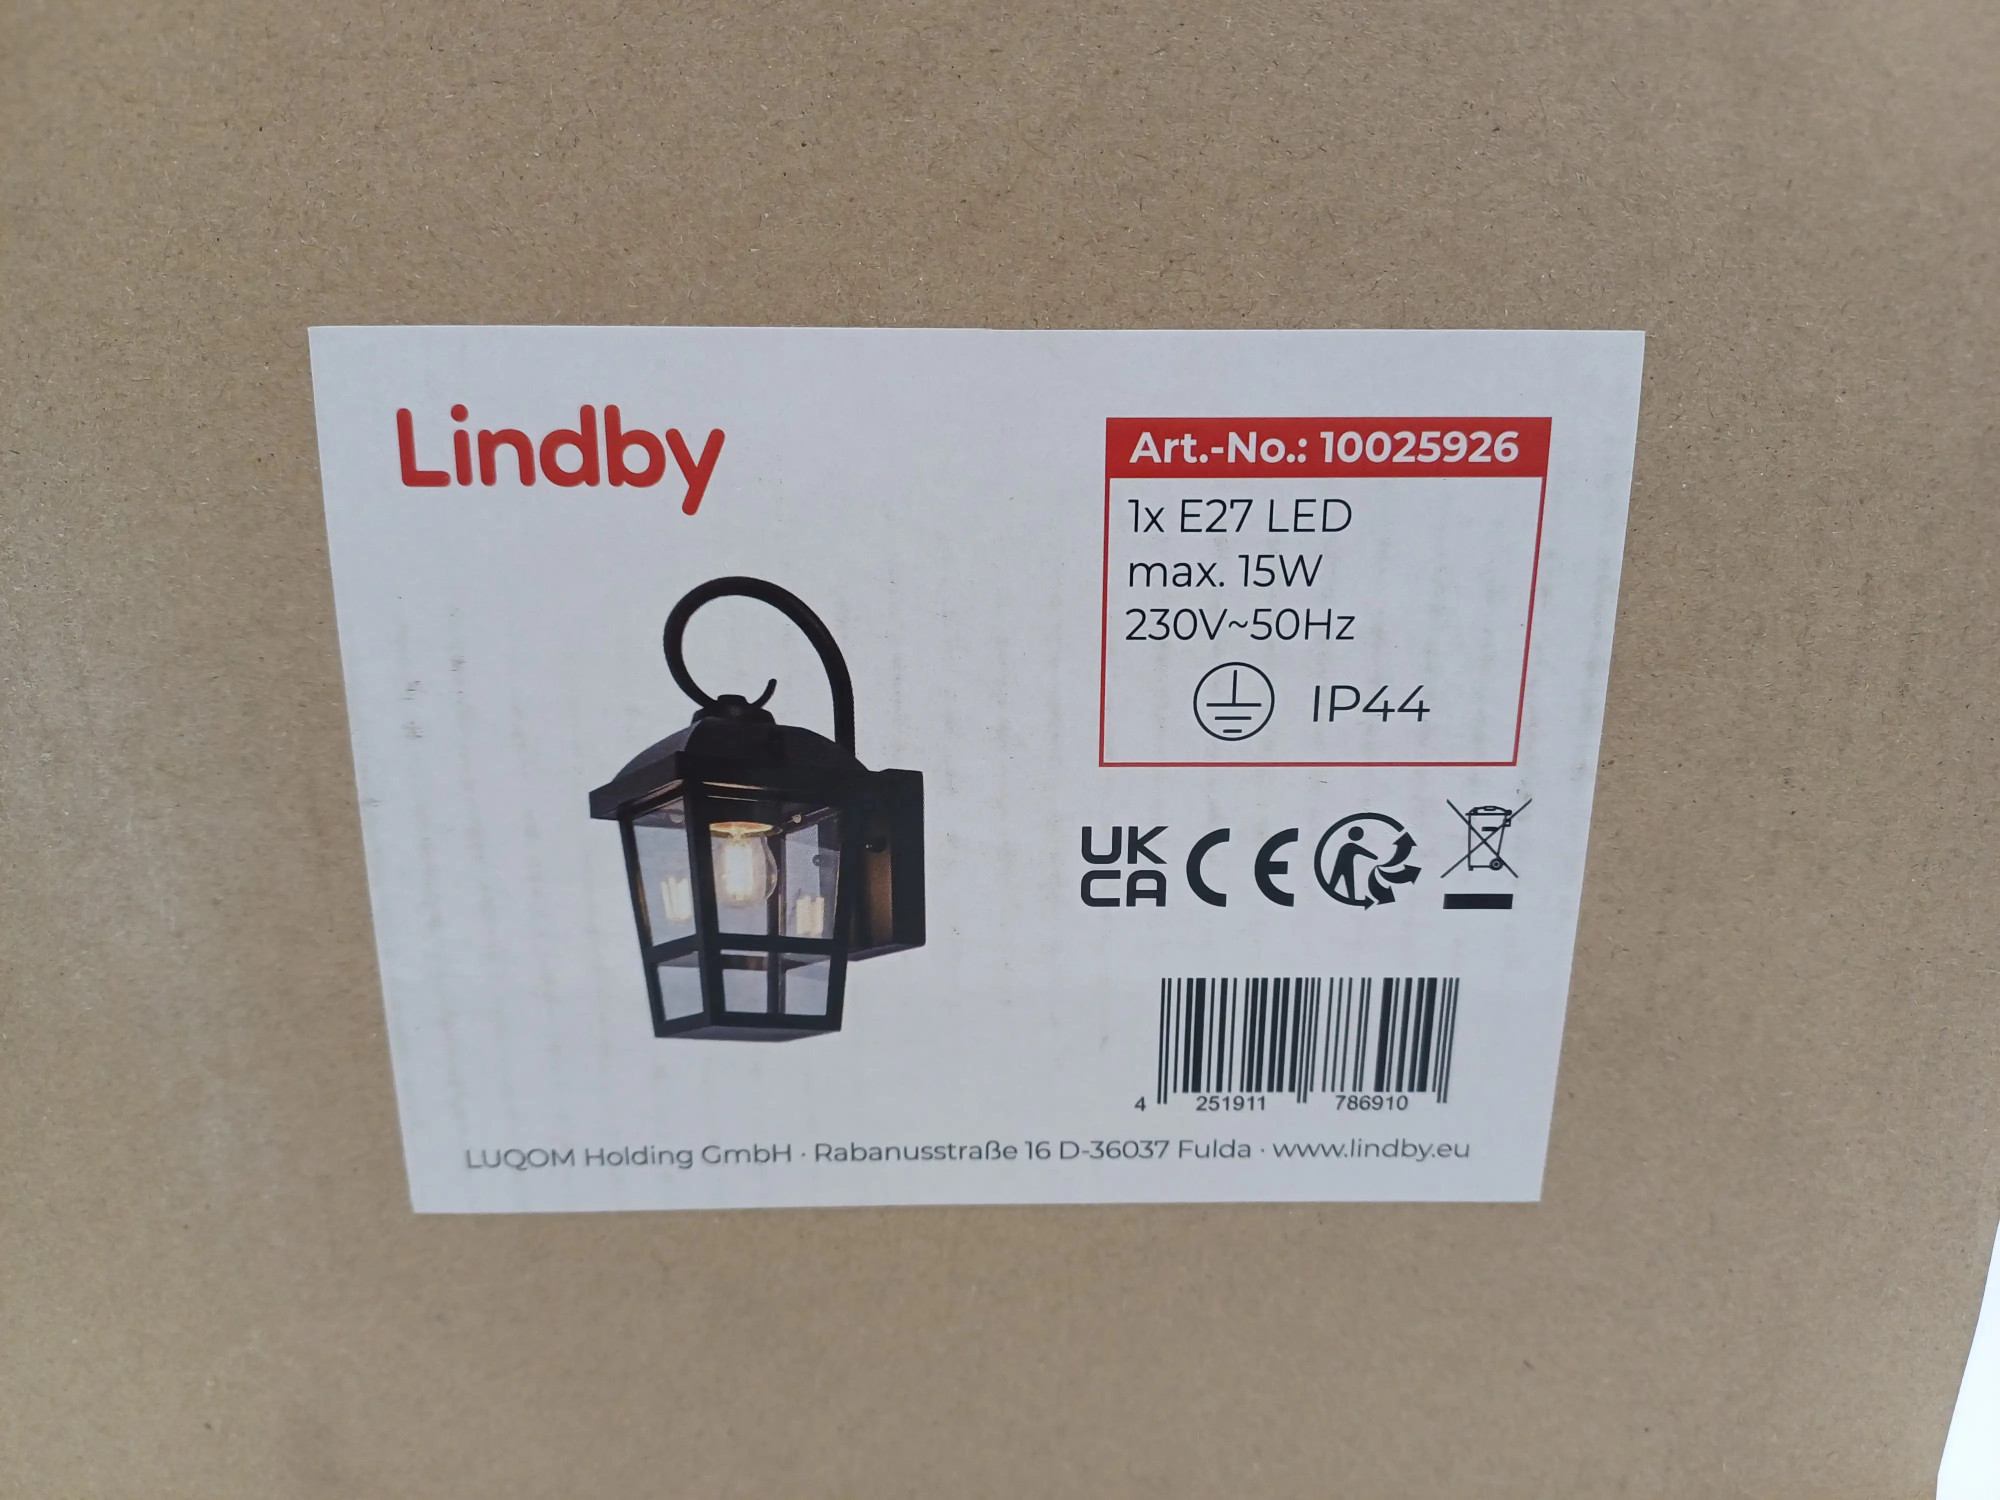 Lindby
Art.-No.: 10025926
1x E27 LED
max. 15W
230V~50Hz
IP44
UK
CA
CE
4 251911 786910
LUQOM Holding GmbH · Rabanusstraße 16 D-36037 Fulda · www.lindby.eu